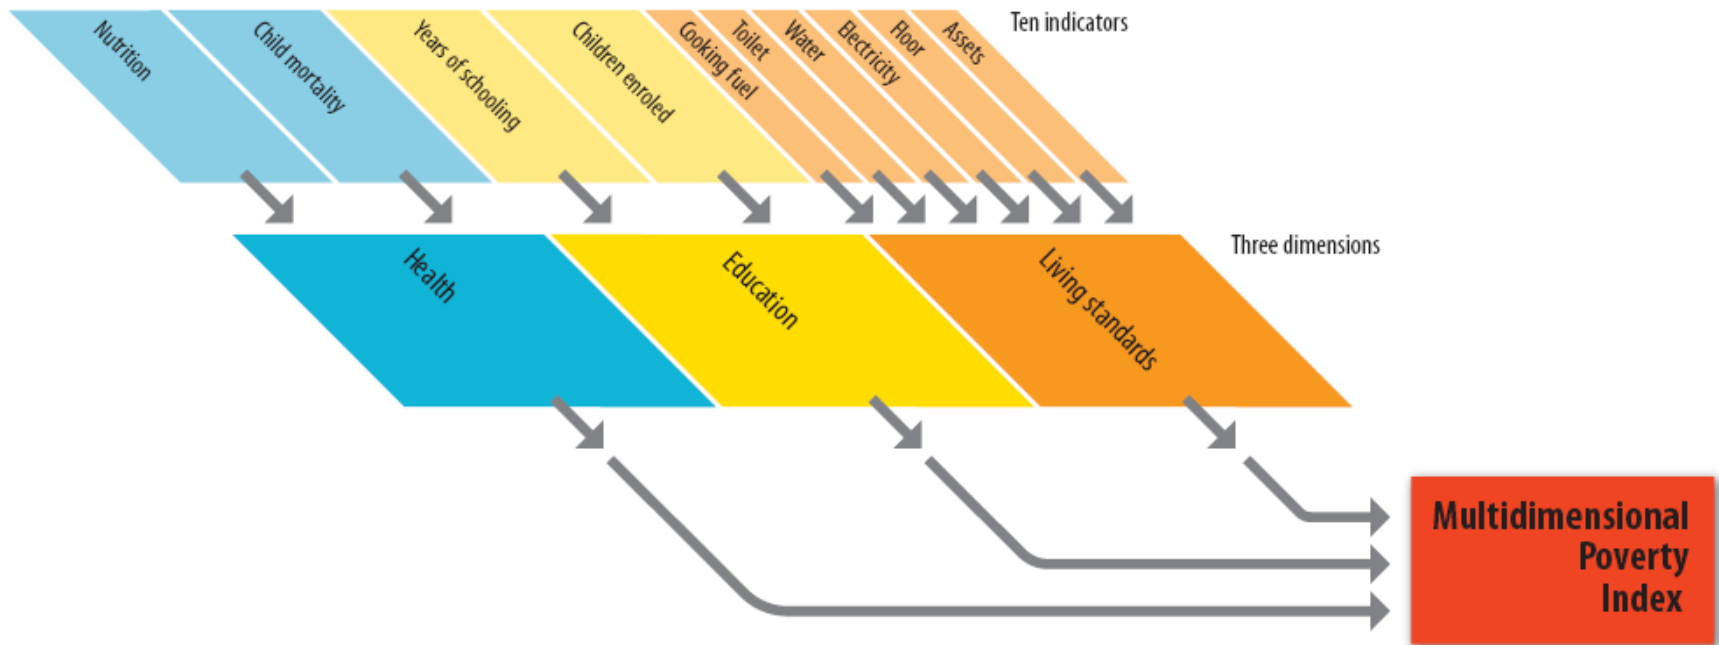 Nutrition
Child mortality
Years of schooling
Children enroled
Cooking fuel
Toilet
Water
Electricity
Floor
Assets
Ten indicators
Health
Education
Living standards
Three dimensions
Multidimensional
Poverty
Index